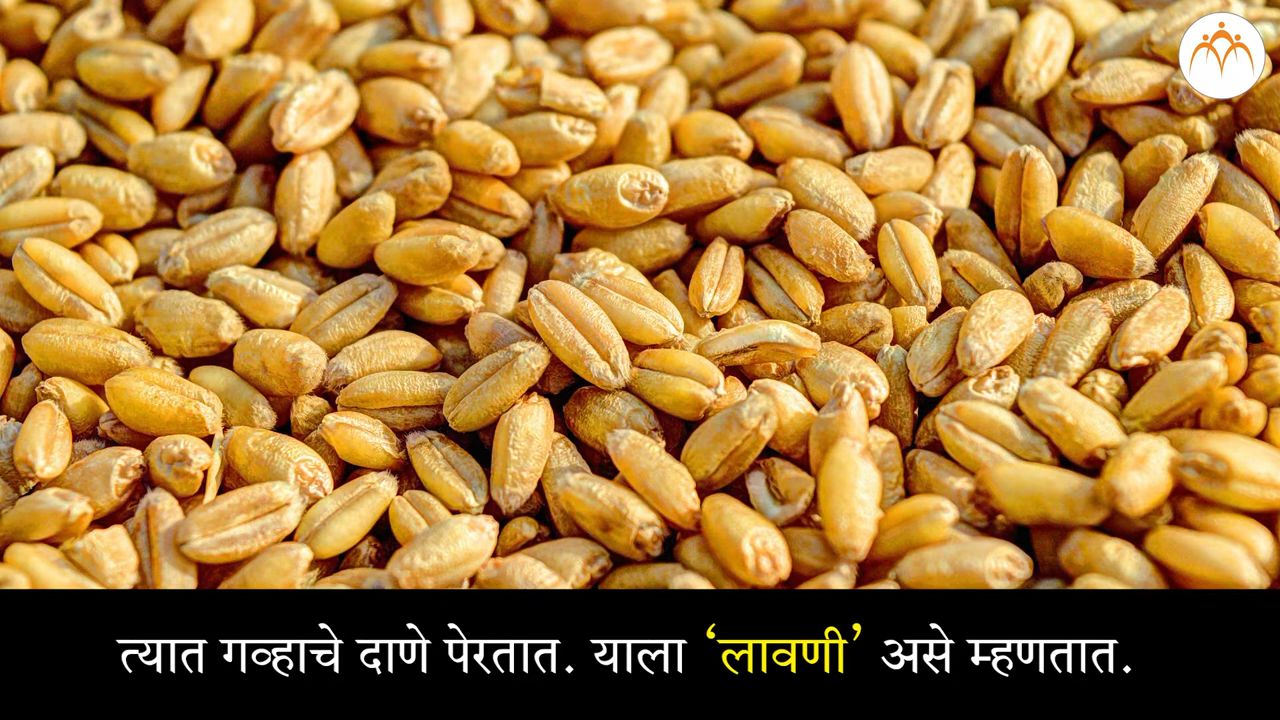 त्यात गव्हाचे दाणे पेरतात. याला ‘लावणी’ असे म्हणतात.